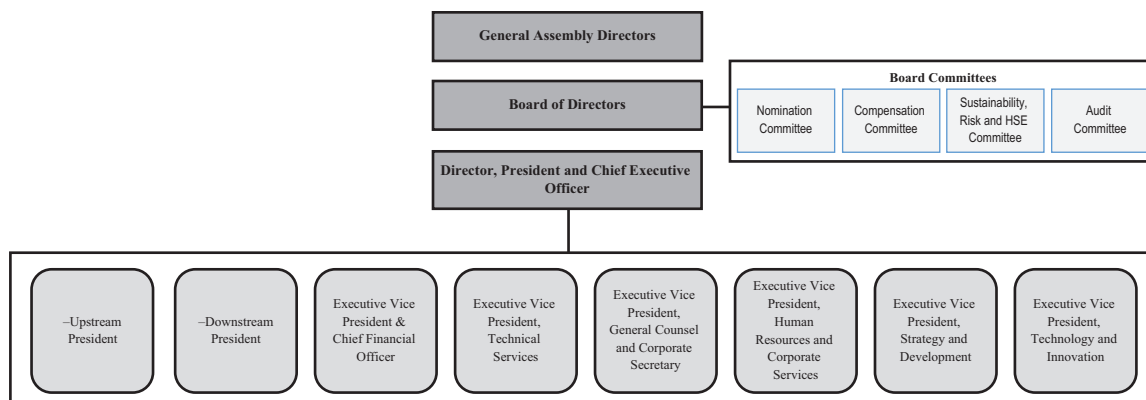 General Assembly Directors
Board of Directors
Board Committees
Nomination
Committee
Compensation
Committee
Sustainability,
Risk and HSE
Committee
Audit
Committee
Director, President and Chief Executive
Officer
–Upstream
President
–Downstream
President
Executive Vice
President &
Chief Financial
Officer
Executive Vice
President,
Technical
Services
Executive Vice
President,
General Counsel
and Corporate
Secretary
Executive Vice
President,
Human
Resources and
Corporate
Services
Executive Vice
President,
Strategy and
Development
Executive Vice
President,
Technology and
Innovation